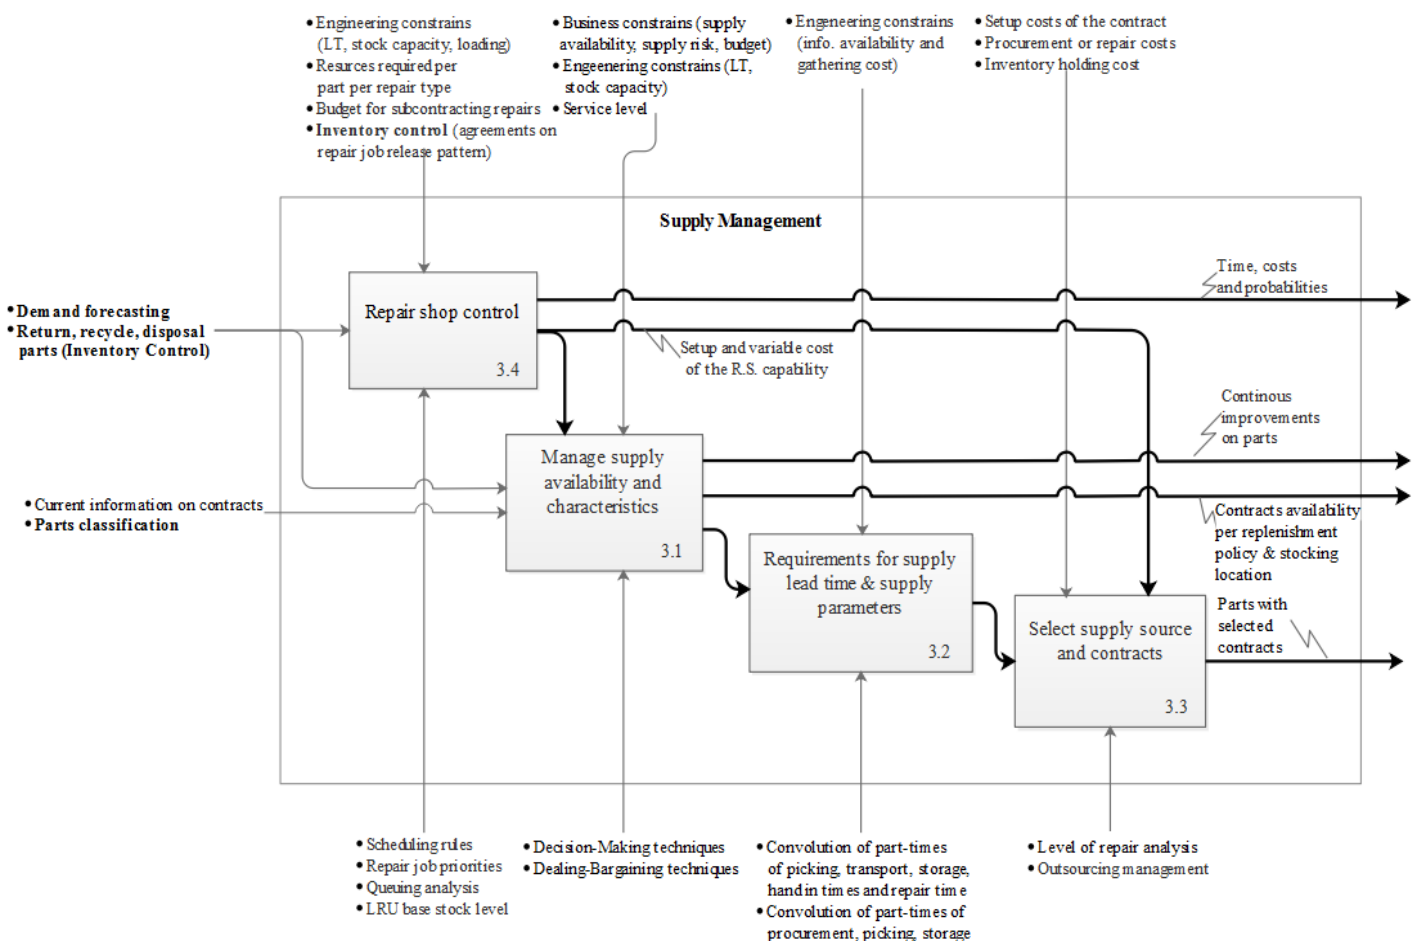 • Engineering constrains
(LT, stock capacity, loading)
• Resurces required per
part per repair type
• Budget for subcontracting repairs
• Inventory control (agreements on
repair job release pattern)
• Business constrains (supply
availability, supply risk, budget)
• Engeenering constrains (LT,
stock capacity)
• Service level
• Engeneering constrains
(info. availability and
gathering cost)
• Setup costs of the contract
• Procurement or repair costs
• Inventory holding cost
Supply Management
• Demand forecasting
• Return, recycle, disposal
parts (Inventory Control)
Repair shop control
3.4
Time, costs
and probabilities
Setup and variable cost
of the R.S. capability
Continous
improvements
on parts
• Current information on contracts
• Parts classification
Manage supply
availability and
characteristics
3.1
Contracts availability
per replenishment
policy & stocking
location
Requirements for supply
lead time & supply
parameters
3.2
Parts with
selected
contracts
Select supply source
and contracts
3.3
• Scheduling rules
• Repair job priorities
• Queuing analysis
• LRU base stock level
• Decision-Making techniques
• Dealing-Bargaining techniques
• Convolution of part-times
of picking, transport, storage,
hand in times and repair time
• Convolution of part-times of
procurement, picking, storage
• Level of repair analysis
• Outsourcing management